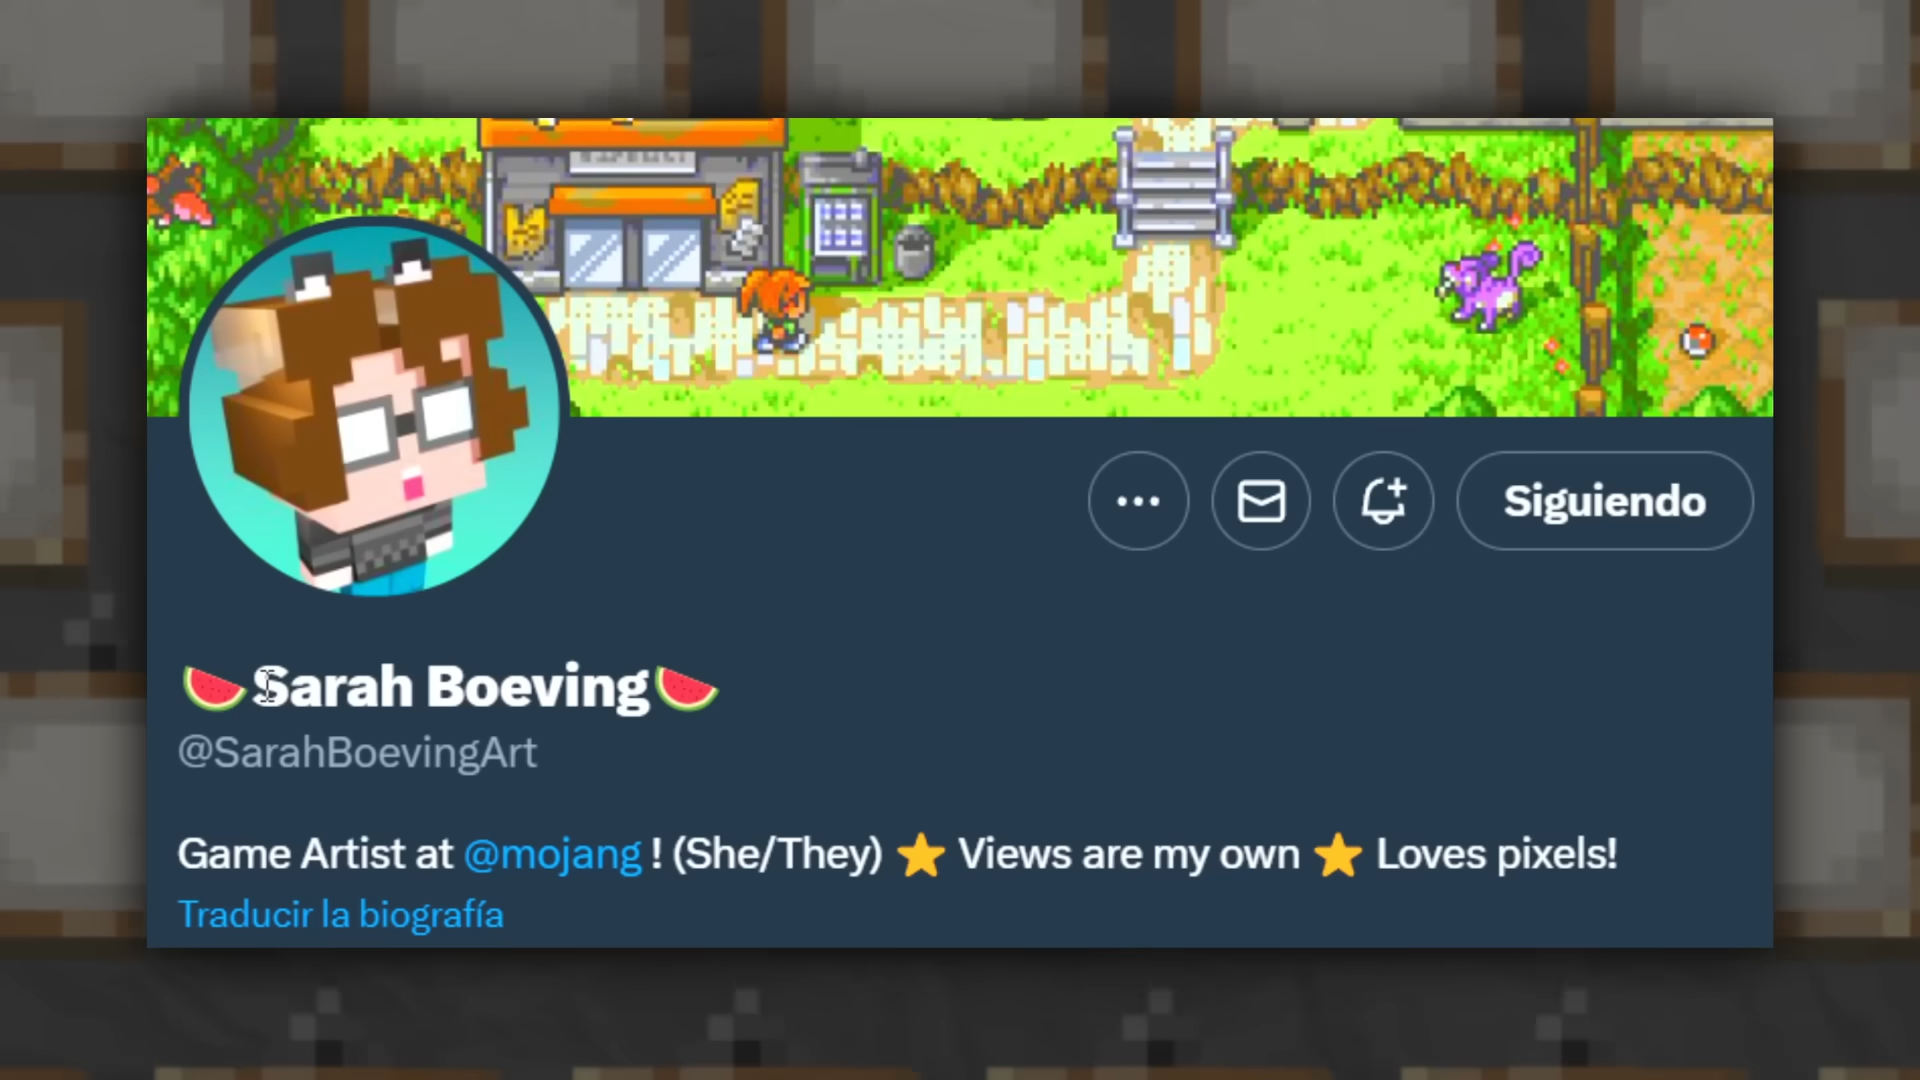 Siguiendo
🍉Sarah Boeving🍉
@SarahBoevingArt
Game Artist at @mojang ! (She/They) ⭐ Views are my own ⭐ Loves pixels!
Traducir la biografía